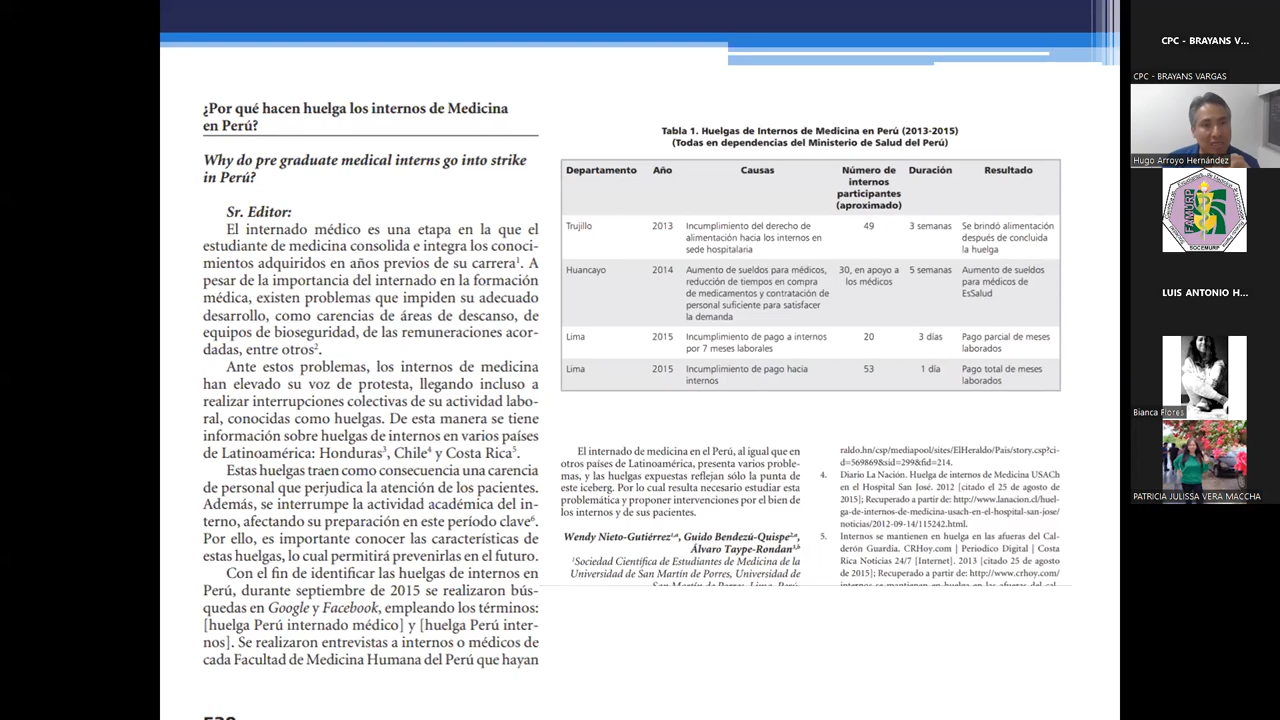 ¿Por qué hacen huelga los internos de Medicina
en Perú?
Why do pre graduate medical interns go into strike
in Perú?
Sr. Editor:
El internado médico es una etapa en la que el
estudiante de medicina consolida e integra los conoci-
mientos adquiridos en años previos de su carrera¹. A
pesar de la importancia del internado en la formación
médica, existen problemas que impiden su adecuado
desarrollo, como carencias de áreas de descanso, de
equipos de bioseguridad, de las remuneraciones acor-
dadas, entre otros².
Ante estos problemas, los internos de medicina
han elevado su voz de protesta, llegando incluso a
realizar interrupciones colectivas de su actividad labo-
ral, conocidas como huelgas. De esta manera se tiene
información sobre huelgas de internos en varios países
de Latinoamérica: Honduras³, Chile⁴ y Costa Rica⁵.
Estas huelgas traen como consecuencia una carencia
de personal que perjudica la atención de los pacientes.
Además, se interrumpe la actividad académica del in-
terno, afectando su preparación en este período clave⁶.
Por ello, es importante conocer las características de
estas huelgas, lo cual permitirá prevenirlas en el futuro.
Con el fin de identificar las huelgas de internos en
Perú, durante septiembre de 2015 se realizaron bús-
quedas en Google y Facebook, empleando los términos:
[huelga Perú internado médico] y [huelga Perú inter-
nos]. Se realizaron entrevistas a internos o médicos de
cada Facultad de Medicina Humana del Perú que hayan
Tabla 1. Huelgas de Internos de Medicina en Perú (2013-2015)
(Todas en dependencias del Ministerio de Salud del Perú)
Departamento Año Causas Número de Duración Resultado
internos
participantes
(aproximado)
Trujillo 2013 Incumplimiento del derecho de 49 3 semanas Se brindó alimentación
alimentación hacia los internos en después de concluida
sede hospitalaria la huelga
Huancayo 2014 Aumento de sueldos para médicos, 30, en apoyo a 5 semanas Aumento de sueldos
reducción de tiempos en compra los médicos para médicos de
de medicamentos y contratación de EsSalud
personal suficiente para satisfacer
la demanda
Lima 2015 Incumplimiento de pago a internos 20 3 días Pago parcial de meses
por 7 meses laborales laborados
Lima 2015 Incumplimiento de pago hacia 53 1 día Pago total de meses
internos laborados
El internado de medicina en el Perú, al igual que en
otros países de Latinoamérica, presenta varios proble-
mas, y las huelgas expuestas reflejan sólo la punta de
este iceberg. Por lo cual resulta necesario estudiar esta
problemática y proponer intervenciones por el bien de
los internos y de sus pacientes.
Wendy Nieto-Gutiérrez¹·ᵃ, Guido Bendezú-Quispe²·ᵃ,
Álvaro Taype-Rondan³·ᵇ
¹Sociedad Científica de Estudiantes de Medicina de la
Universidad de San Martín de Porres, Universidad de
San Martín de Porres, Lima, Perú.
raldo.hn/csp/mediapool/sites/ElHeraldo/Pais/story.csp?ci-
d=569869&sid=299&fid=214.
4. Diario La Nación. Huelga de internos de Medicina USACh
en el Hospital San José. 2012 [citado el 25 de agosto de
2015]; Recuperado a partir de: http://www.lanacion.cl/huel-
ga-de-internos-de-medicina-usach-en-el-hospital-san-jose/
noticias/2012-09-14/115242.html.
5. Internos se mantienen en huelga en las afueras del Cal-
derón Guardia. CRHoy.com | Periodico Digital | Costa
Rica Noticias 24/7 [Internet]. 2013 [citado 25 de agosto
de 2015]; Recuperado a partir de: http://www.crhoy.com/
internos-se-mantienen-en-huelga-en-las-afueras-del-cal-
CPC - BRAYANS V...
CPC - BRAYANS VARGAS
Hugo Arroyo Hernández
FAMURP
SOCEMURP
LUIS ANTONIO H...
Bianca Flores
PATRICIA JULISSA VERA MACCHA